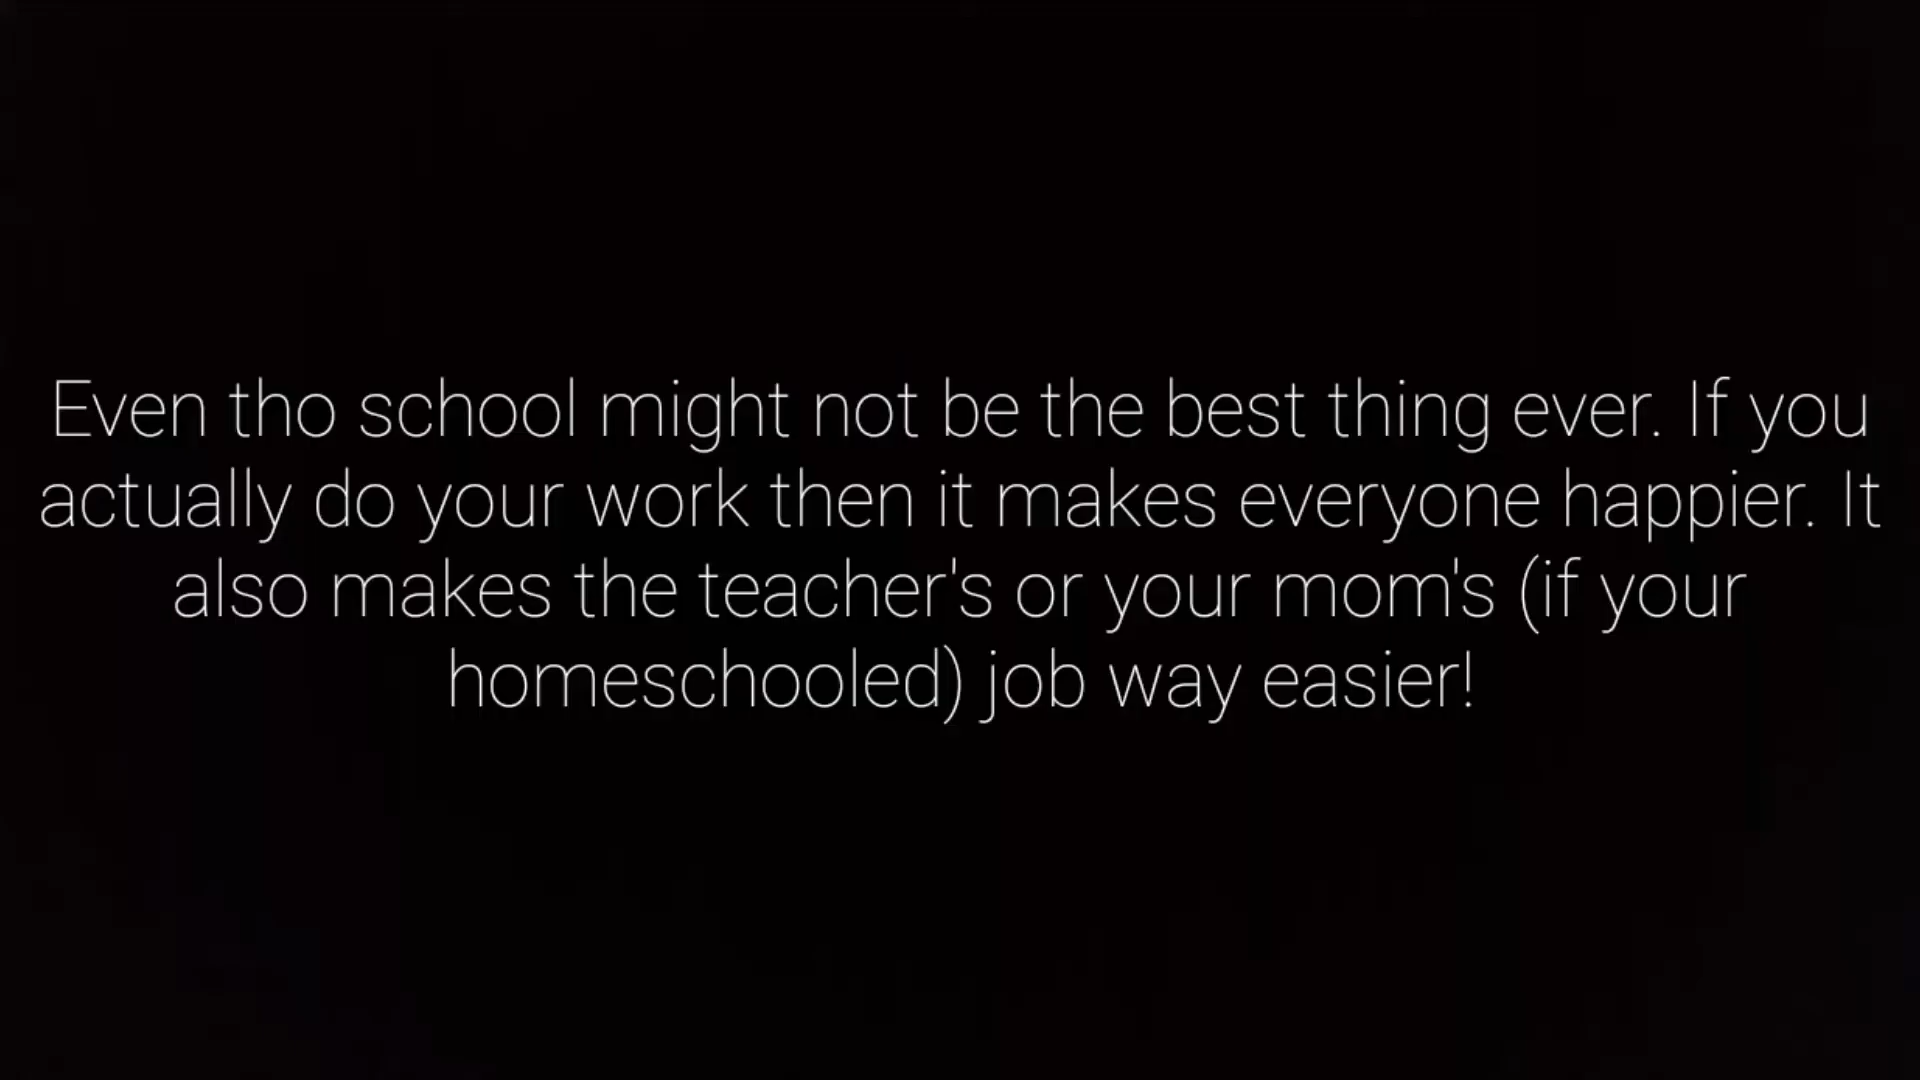 Even tho school might not be the best thing ever. If you
actually do your work then it makes everyone happier. It
also makes the teacher's or your mom's (if your
homeschooled) job way easier!